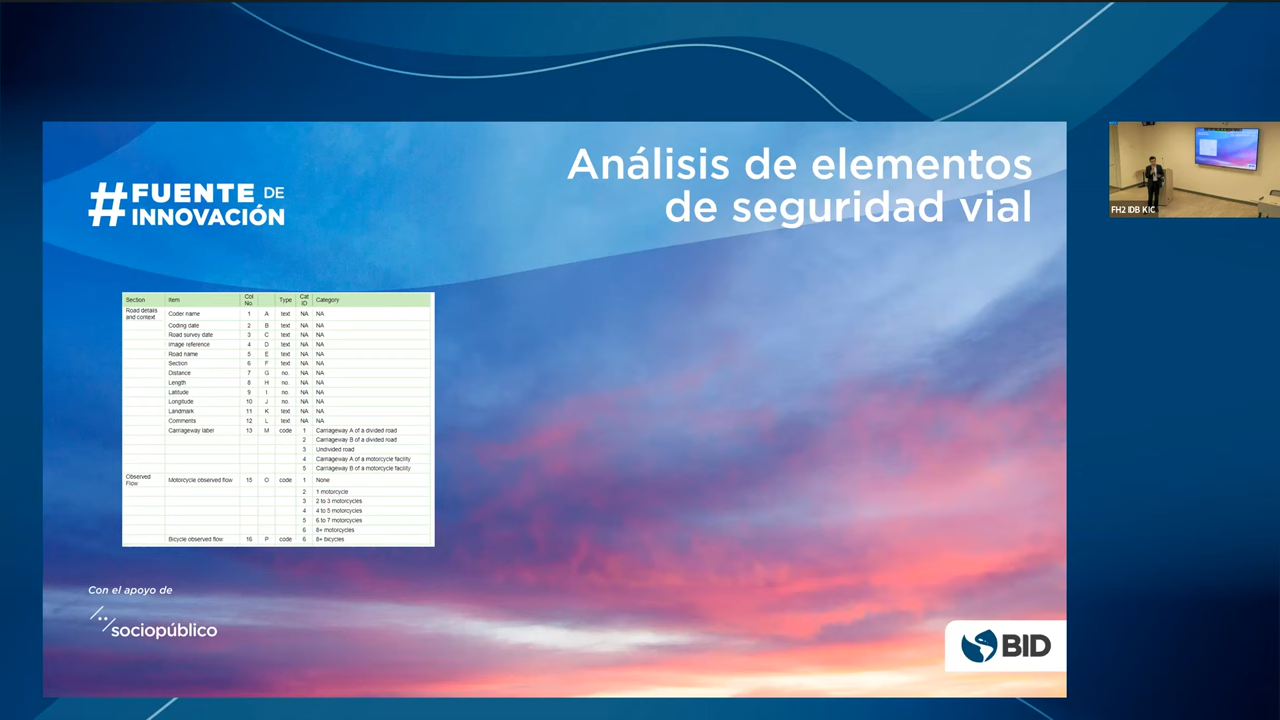 #FUENTE DE
INNOVACIÓN
Análisis de elementos
de seguridad vial
Section Item Col No. Type Cat ID Category
Road details and context Coder name 1 A text NA NA
Coding date 2 B text NA NA
Road survey date 3 C text NA NA
Image reference 4 D text NA NA
Road name 5 E text NA NA
Section 6 F text NA NA
Distance 7 G no. NA NA
Length 8 H no. NA NA
Latitude 9 I no. NA NA
Longitude 10 J no. NA NA
Landmark 11 K text NA NA
Comments 12 L text NA NA
Carriageway label 13 M code 1 Carriageway A of a divided road
2 Carriageway B of a divided road
3 Undivided road
4 Carriageway A of a motorcycle facility
5 Carriageway B of a motorcycle facility
Observed Flow Motorcycle observed flow 15 O code 1 None
2 1 motorcycle
3 2 to 3 motorcycles
4 4 to 5 motorcycles
5 6 to 7 motorcycles
6 8+ motorcycles
Bicycle observed flow 16 P code 6 8+ bicycles
Con el apoyo de
sociopúblico
BID
FH2 IDB KIC